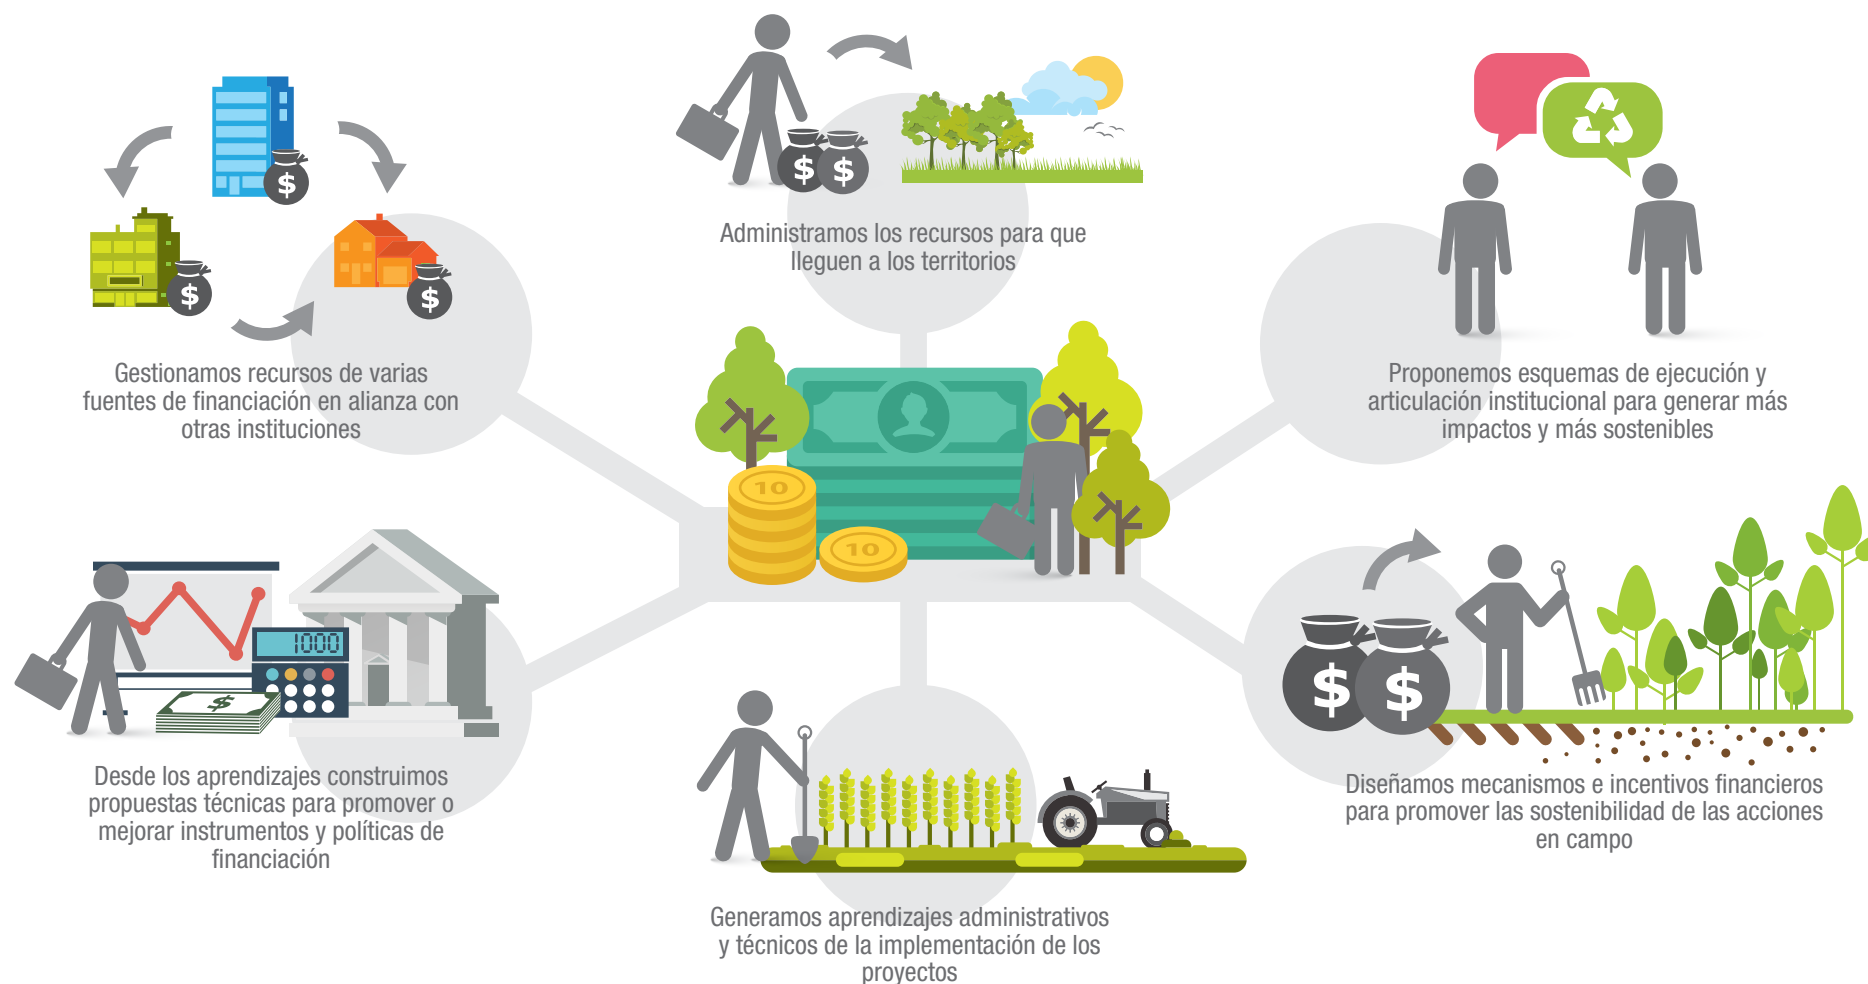 $
$
$
Gestionamos recursos de varias
fuentes de financiación en alianza con
otras instituciones
$
$
Administramos los recursos para que
lleguen a los territorios
Proponemos esquemas de ejecución y
articulación institucional para generar más
impactos y más sostenibles
10
10
1000
$
Desde los aprendizajes construimos
propuestas técnicas para promover o
mejorar instrumentos y políticas de
financiación
Generamos aprendizajes administrativos
y técnicos de la implementación de los
proyectos
$
$
Diseñamos mecanismos e incentivos financieros
para promover las sostenibilidad de las acciones
en campo